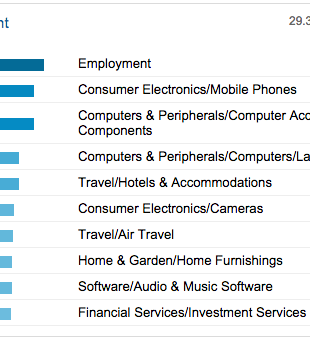 nt
29.3
Employment
Consumer Electronics/Mobile Phones
Computers & Peripherals/Computer Acc
Components
Computers & Peripherals/Computers/La
Travel/Hotels & Accommodations
Consumer Electronics/Cameras
Travel/Air Travel
Home & Garden/Home Furnishings
Software/Audio & Music Software
Financial Services/Investment Services